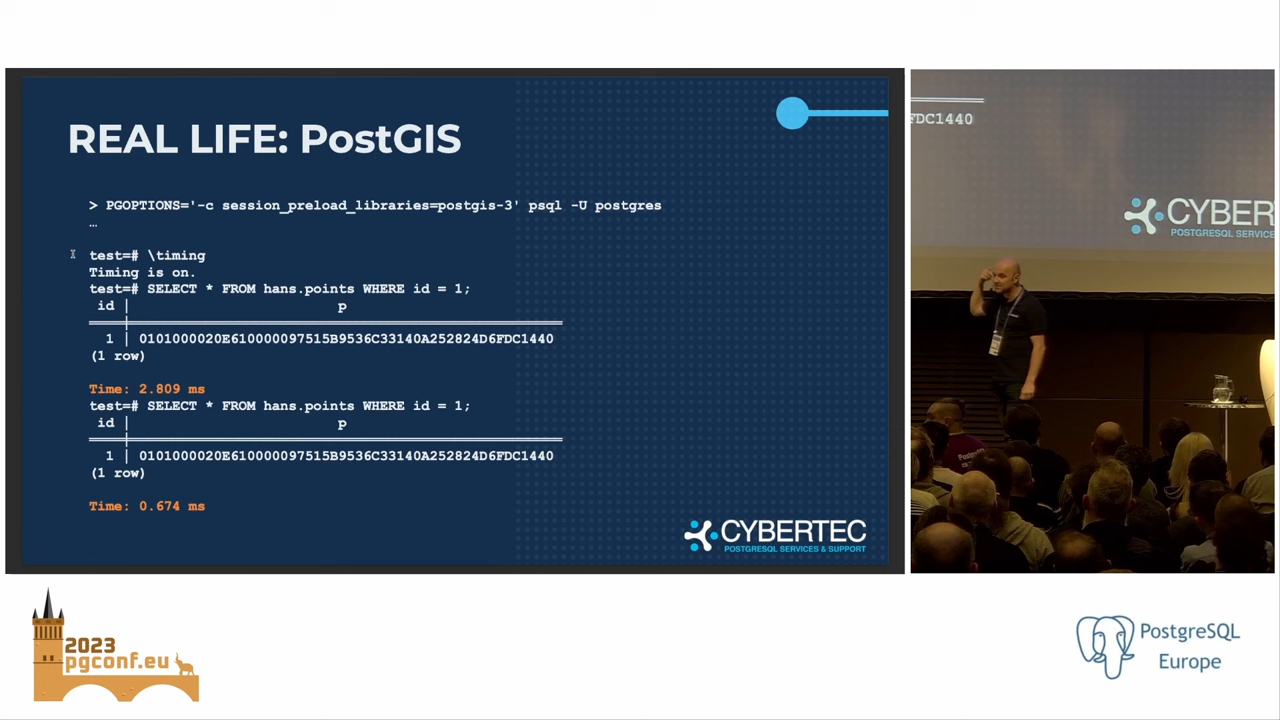 REAL LIFE: PostGIS
> PGOPTIONS='-c session_preload_libraries=postgis-3' psql -U postgres
…
test=# \timing
Timing is on.
test=# SELECT * FROM hans.points WHERE id = 1;
id | p
1 | 0101000020E610000097515B9536C33140A252824D6FDC1440
(1 row)
Time: 2.809 ms
test=# SELECT * FROM hans.points WHERE id = 1;
id | p
1 | 0101000020E610000097515B9536C33140A252824D6FDC1440
(1 row)
Time: 0.674 ms
CYBERTEC
POSTGRESQL SERVICES & SUPPORT
FDC1440
CYBER
POSTGRESQL SERVICE
2023
pgconf.eu
PostgreSQL
Europe